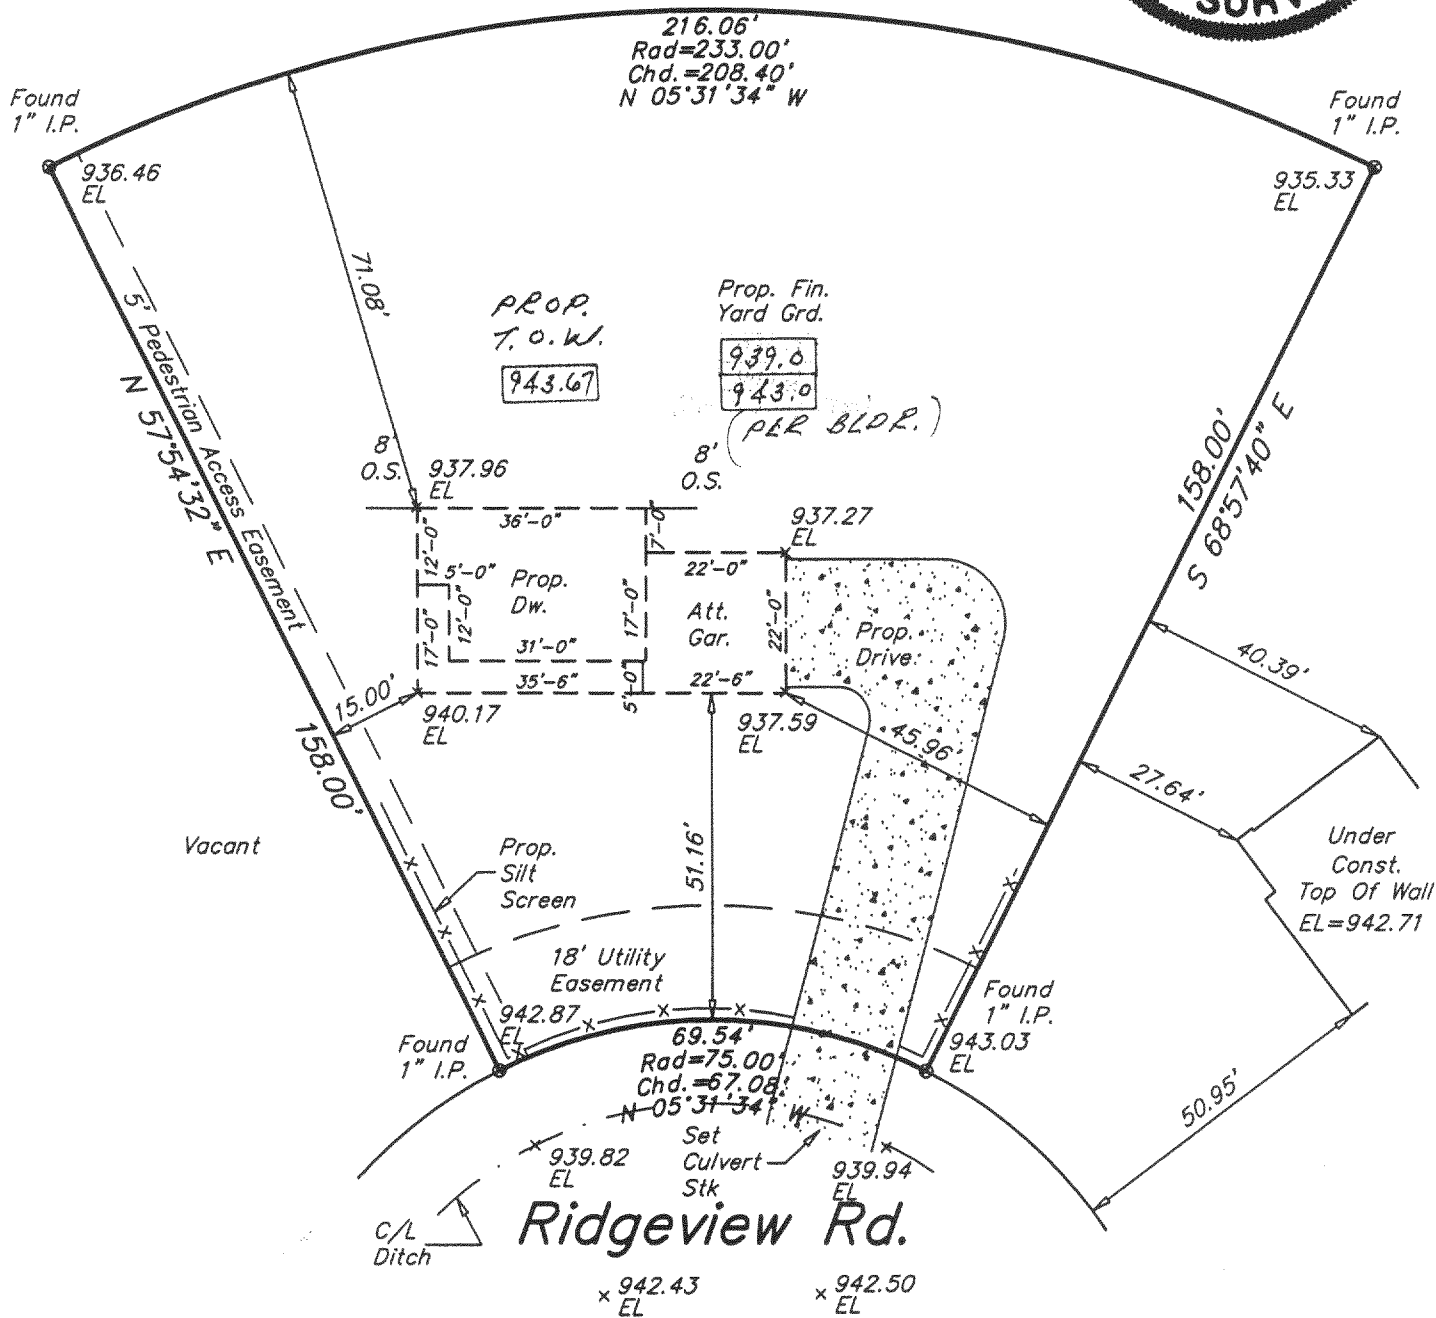 SURV
216.06'
Rad=233.00'
Chd.=208.40'
N 05°31'34" W
Found
1" I.P.
Found
1" I.P.
936.46
EL
935.33
EL
71.08'
5' Pedestrian Access Easement
N 57°54'32" E
158.00'
PROP.
T.O.W.
943.67
Prop. Fin.
Yard Grd.
939.0
943.0
(PER BLDR.)
158.00'
S 68°57'40" E
8'
O.S.
937.96
EL
8'
O.S.
937.27
EL
36'-0"
7'-0"
12'-0"
5'-0"
12'-0"
17'-0"
Prop.
Dw.
17'-0"
22'-0"
Att.
Gar.
22'-0"
31'-0"
35'-6"
5'-0"
22'-6"
Prop.
Drive
15.00'
940.17
EL
937.59
EL
45.96'
40.39'
27.64'
Under
Const.
Top Of Wall
EL=942.71
50.95'
Vacant
Prop.
Silt
Screen
51.16'
18' Utility
Easement
942.87
EL
Found
1" I.P.
Found
1" I.P.
943.03
EL
69.54'
Rad=75.00'
Chd.=67.08'
N 05°31'34" W
939.82
EL
Set
Culvert
Stk
939.94
EL
C/L
Ditch
Ridgeview Rd.
x 942.43
EL
x 942.50
EL